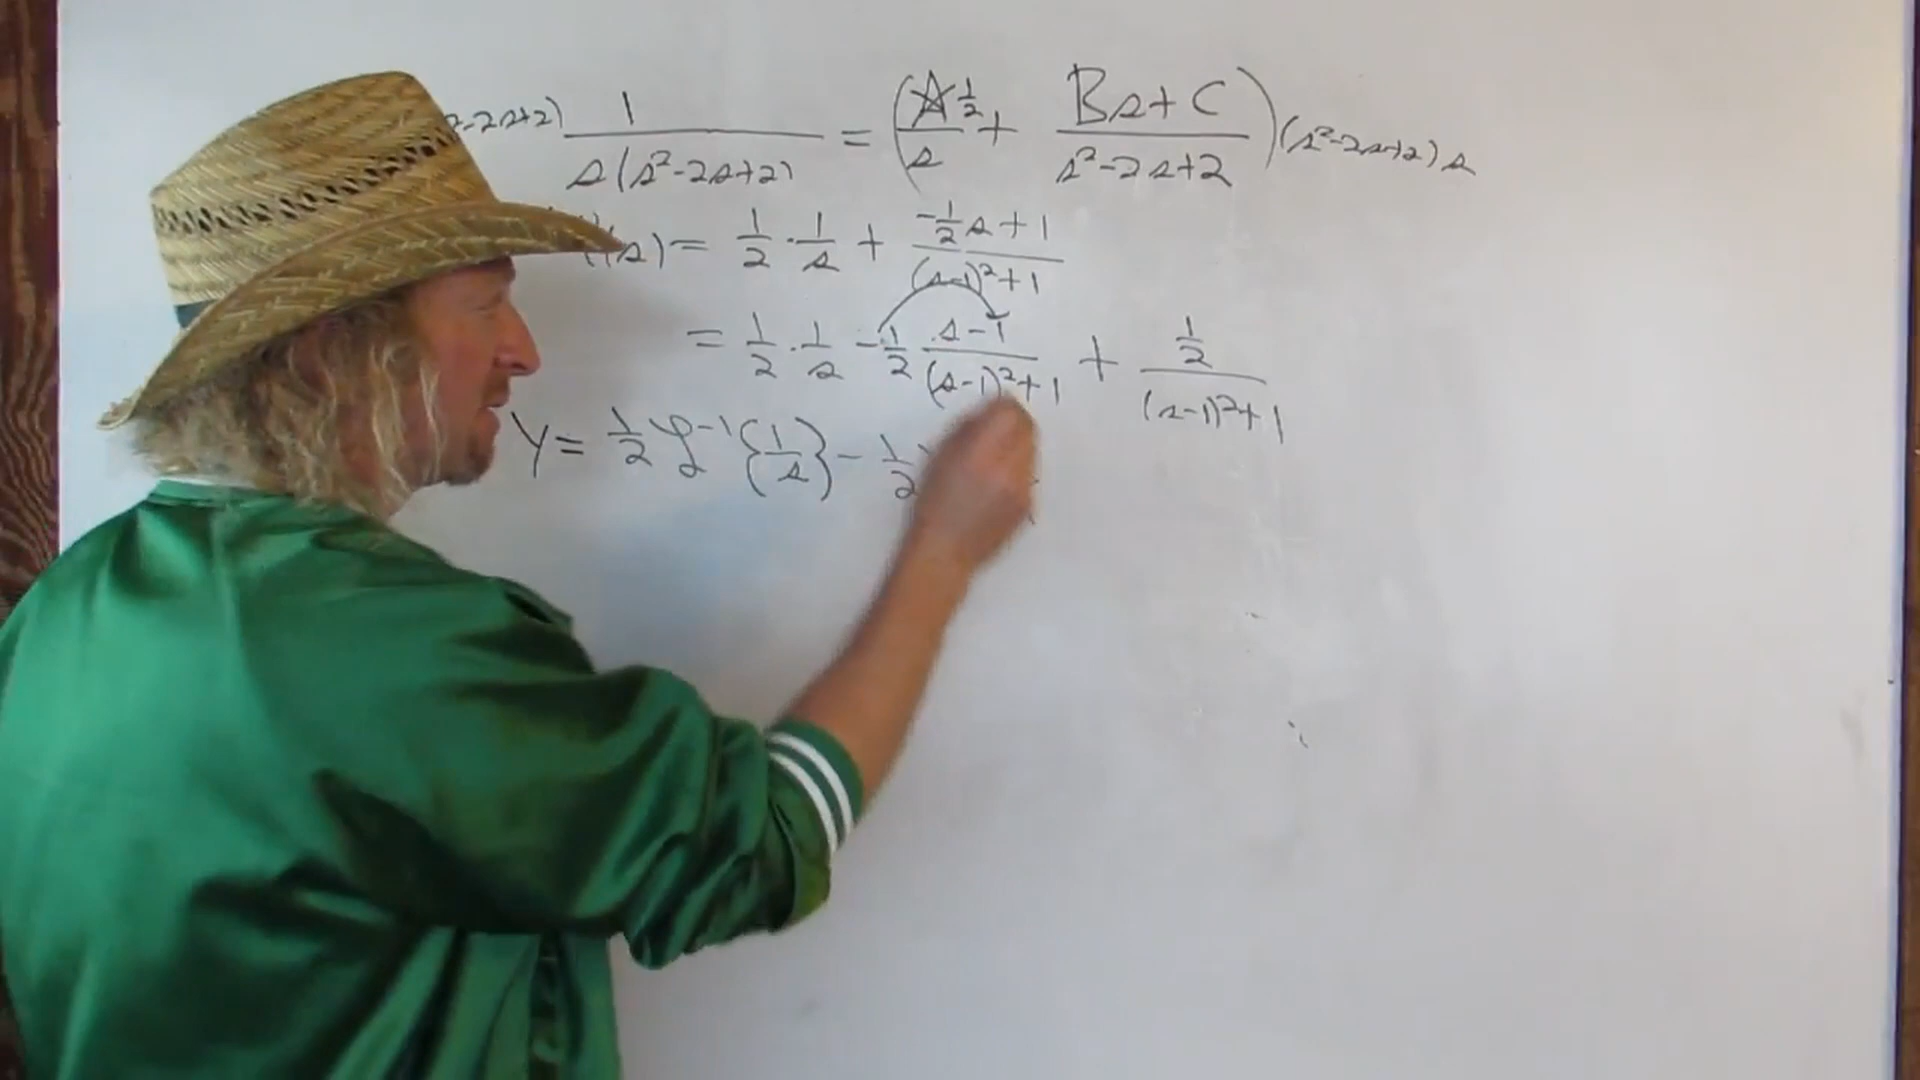 -2s+2) 1/(s(s²-2s+2)) = (A 1/2 /s + (Bs+C)/(s²-2s+2)) (s²-2s+2) s
(s) = 1/2 · 1/s + (-1/2 s + 1)/((s-1)²+1)
= 1/2 · 1/s - 1/2 (s-1)/((s-1)²+1) + (1/2)/((s-1)²+1)
Y = 1/2 ℒ⁻¹{1/s} - 1/2